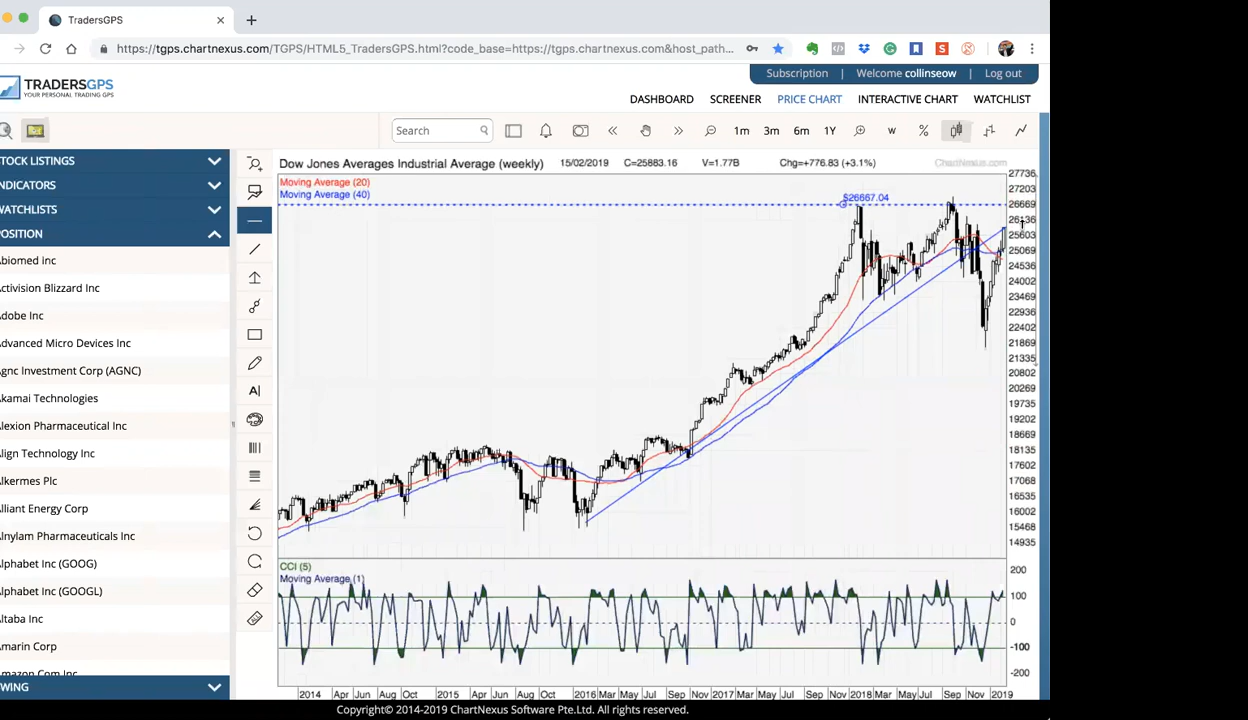 TradersGPS
https://tgps.chartnexus.com/TGPS/HTML5_TradersGPS.html?code_base=https://tgps.chartnexus.com&host_path...
Subscription | Welcome collinseow | Log out
TRADERSGPS
YOUR PERSONAL TRADING GPS
DASHBOARD SCREENER PRICE CHART INTERACTIVE CHART WATCHLIST
Search 1m 3m 6m 1Y W %
TOCK LISTINGS
NDICATORS
WATCHLISTS
OSITION
biomed inc
ctivision Blizzard Inc
dobe Inc
dvanced Micro Devices Inc
gnc Investment Corp (AGNC)
kamai Technologies
lexion Pharmaceutical Inc
lign Technology Inc
lkermes Plc
lliant Energy Corp
lnylam Pharmaceuticals Inc
lphabet Inc (GOOG)
lphabet Inc (GOOGL)
ltaba Inc
marin Corp
mazon Com Inc
WING
A|
Dow Jones Averages Industrial Average (weekly) 15/02/2019 C=25883.16 V=1.77B Chg=+776.83 (+3.1%) ChartNexus.com
Moving Average (20)
Moving Average (40)
$26667.04
27736
27203
26669
26136
25603
25069
24536
24002
23469
22936
22402
21869
21335
20802
20269
19735
19202
18669
18135
17602
17068
16535
16002
15468
14935
CCI (5)
Moving Average (1)
200
100
0
-100
-200
2014 Apr Jun Aug Oct 2015 Apr Jun Aug Oct 2016 Mar May Jul Sep Nov 2017 Mar May Jul Sep Nov 2018 Mar May Jul Sep Nov 2019
Copyright© 2014-2019 ChartNexus Software Pte.Ltd. All rights reserved.